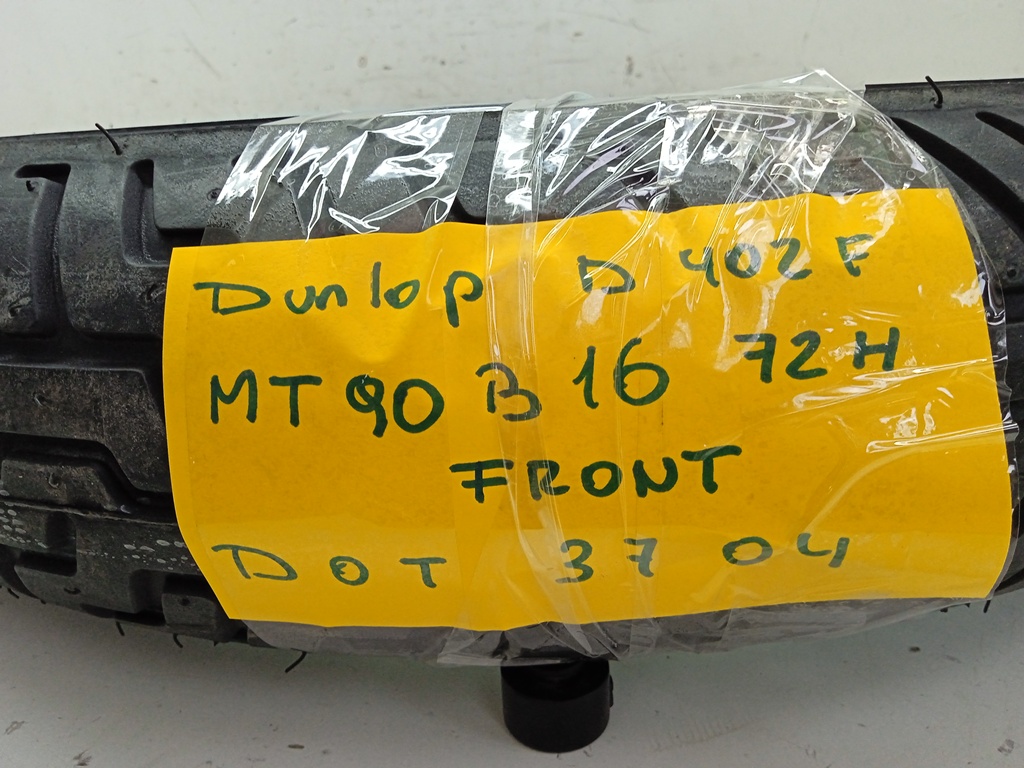 Dunlop D 402 F
MT 90 B 16 72 H
FRONT
DOT 37 04